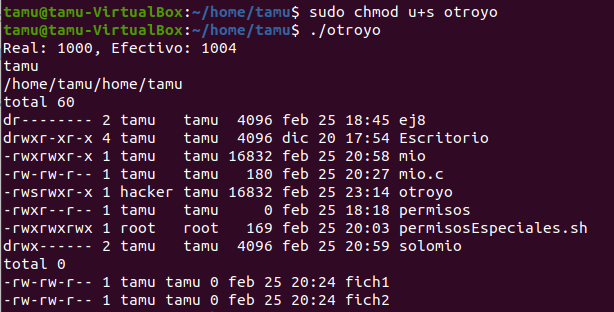 tamu@tamu-VirtualBox:~/home/tamu$ sudo chmod u+s otroyo
tamu@tamu-VirtualBox:~/home/tamu$ ./otroyo
Real: 1000, Efectivo: 1004
tamu
/home/tamu/home/tamu
total 60
dr-------- 2 tamu   tamu  4096 feb 25 18:45 ej8
drwxr-xr-x 4 tamu   tamu  4096 dic 20 17:54 Escritorio
-rwxrwxr-x 1 tamu   tamu 16832 feb 25 20:58 mio
-rw-rw-r-- 1 tamu   tamu   180 feb 25 20:27 mio.c
-rwsrwxr-x 1 hacker tamu 16832 feb 25 23:14 otroyo
-rwxr--r-- 1 tamu   tamu     0 feb 25 18:18 permisos
-rwxrwxrwx 1 root   root   169 feb 25 20:03 permisosEspeciales.sh
drwx------ 2 tamu   tamu  4096 feb 25 20:59 solomio
total 0
-rw-rw-r-- 1 tamu tamu 0 feb 25 20:24 fich1
-rw-rw-r-- 1 tamu tamu 0 feb 25 20:24 fich2